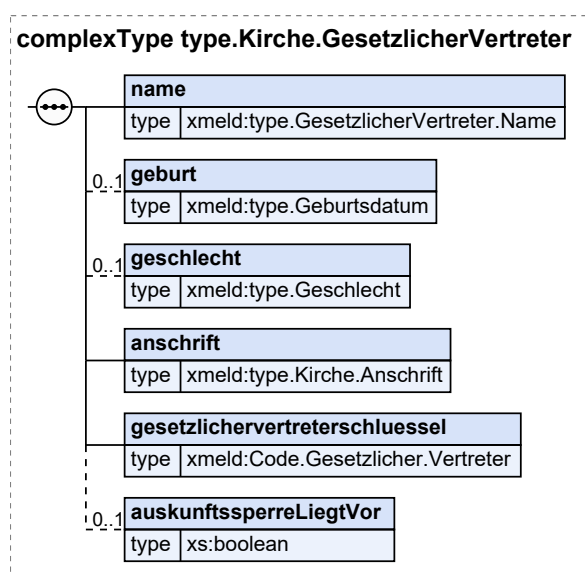 complexType type.Kirche.GesetzlicherVertreter
name
type xmeld:type.GesetzlicherVertreter.Name
0..1 geburt
type xmeld:type.Geburtsdatum
0..1 geschlecht
type xmeld:type.Geschlecht
anschrift
type xmeld:type.Kirche.Anschrift
gesetzlichervertreterschluessel
type xmeld:Code.Gesetzlicher.Vertreter
0..1 auskunftssperreLiegtVor
type xs:boolean